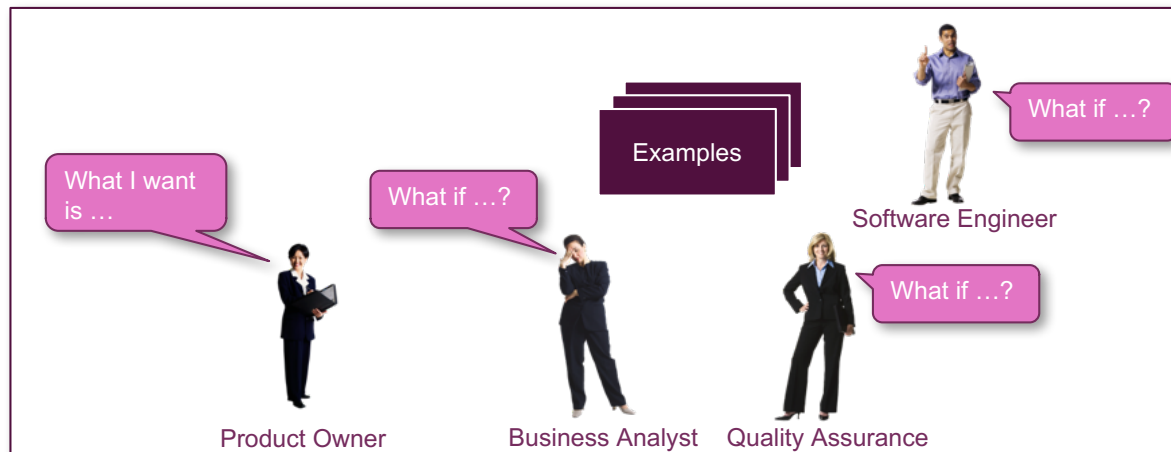 What if …?
Examples
What I want
is …
What if …?
Software Engineer
What if …?
Product Owner
Business Analyst
Quality Assurance